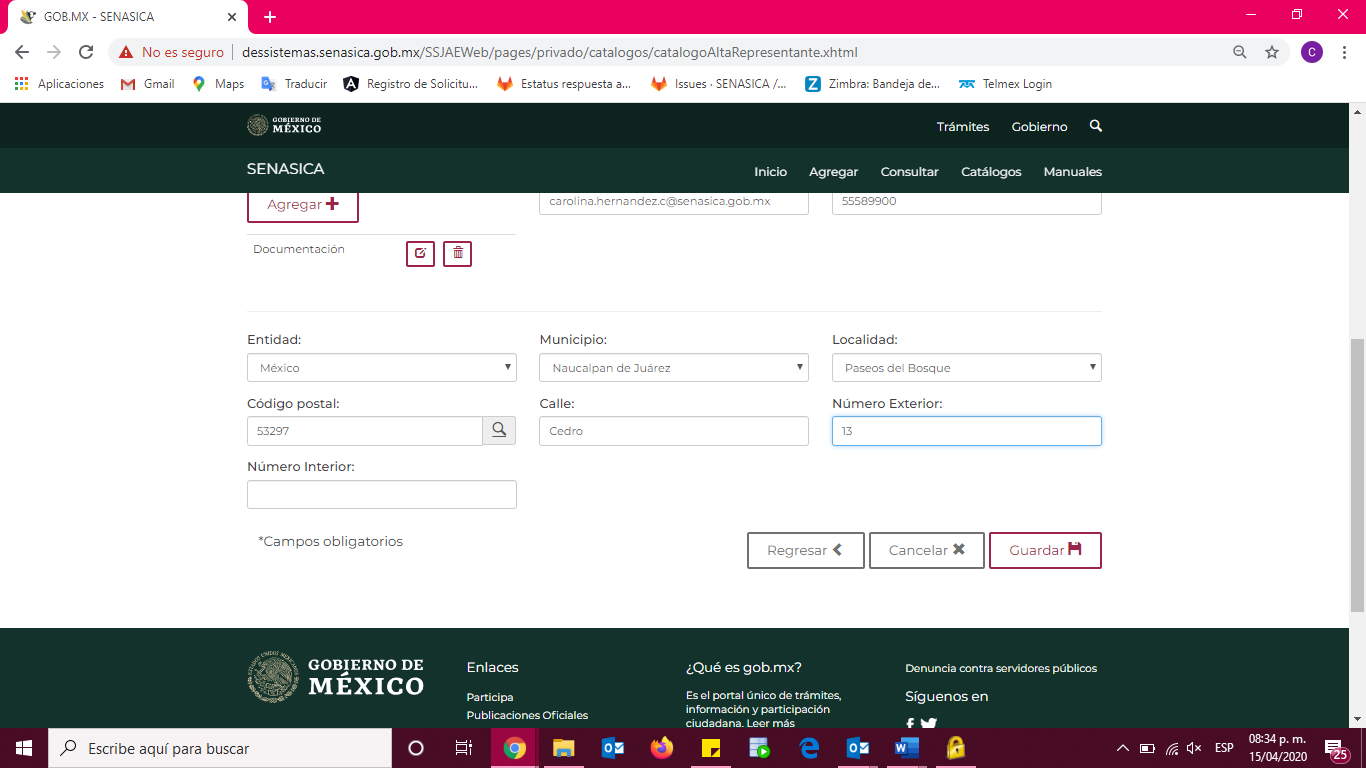 GOB.MX - SENASICA
No es seguro | dessistemas.senasica.gob.mx/SSJAEWeb/pages/privado/catalogos/catalogoAltaRepresentante.xhtml
C
Aplicaciones Gmail Maps Traducir Registro de Solicitu... Estatus respuesta a... Issues · SENASICA /... Zimbra: Bandeja de... Telmex Login
GOBIERNO DE
MÉXICO
Trámites Gobierno
SENASICA
Inicio Agregar Consultar Catálogos Manuales
Agregar
carolina.hernandez.c@senasica.gob.mx
55589900
Documentación
Entidad: Municipio: Localidad:
México Naucalpan de Juárez Paseos del Bosque
Código postal: Calle: Número Exterior:
53297 Cedro 13
Número Interior:
*Campos obligatorios
Regresar Cancelar Guardar
GOBIERNO DE
MÉXICO
Enlaces
Participa
Publicaciones Oficiales
¿Qué es gob.mx?
Es el portal único de trámites,
información y participación
ciudadana. Leer más
Denuncia contra servidores públicos
Síguenos en
Escribe aquí para buscar
ESP
08:34 p. m.
15/04/2020
25